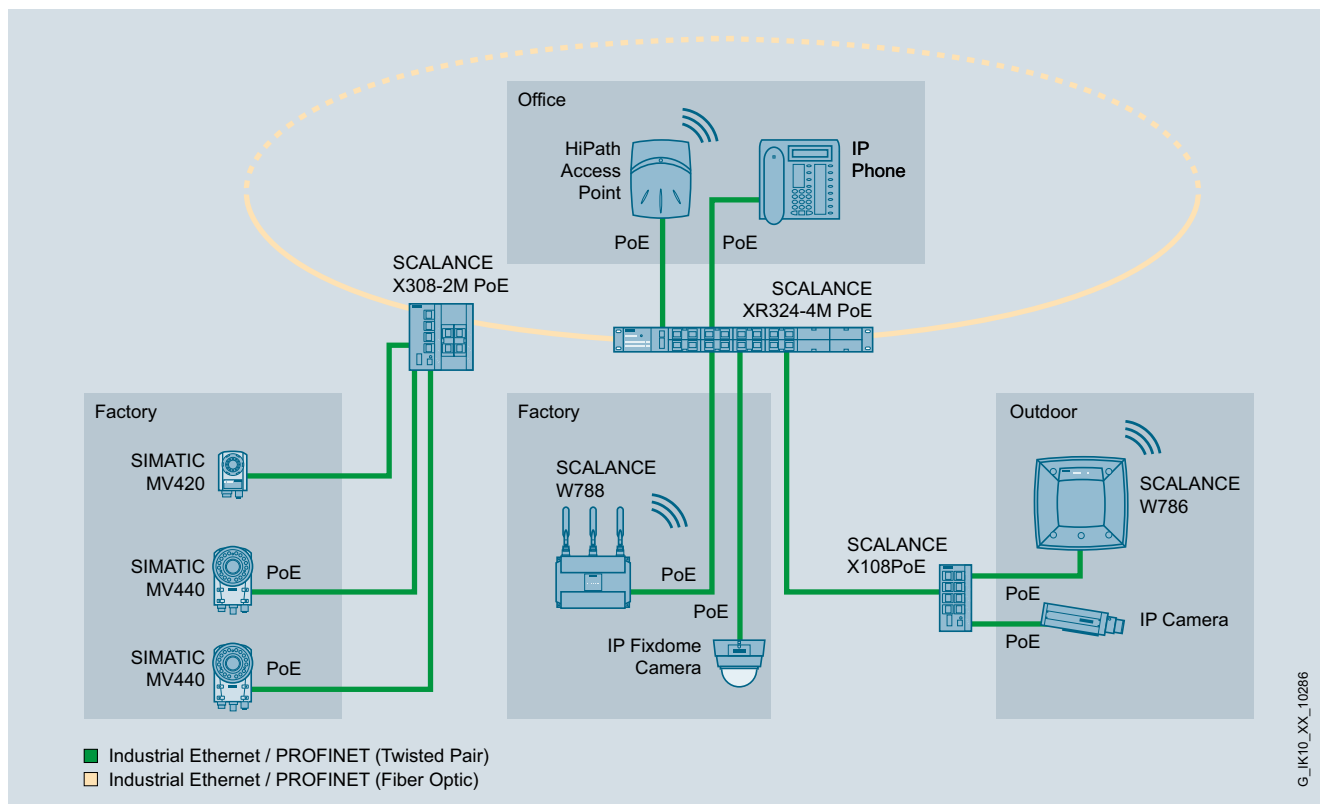 Office
HiPath
Access
Point
IP
Phone
PoE
PoE
SCALANCE
X308-2M PoE
SCALANCE
XR324-4M PoE
Factory
SIMATIC
MV420
SIMATIC
MV440
PoE
SIMATIC
MV440
PoE
Factory
SCALANCE
W788
PoE
PoE
IP Fixdome
Camera
Outdoor
SCALANCE
W786
SCALANCE
X108PoE
PoE
PoE
IP Camera
Industrial Ethernet / PROFINET (Twisted Pair)
Industrial Ethernet / PROFINET (Fiber Optic)
G_IK10_XX_10286